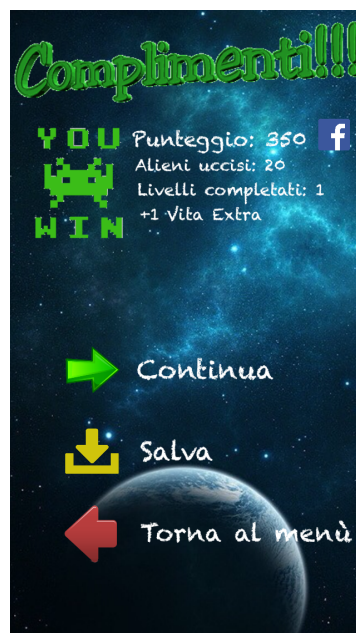 Complimenti!!!
YOU
Punteggio: 350
Alieni uccisi: 20
Livelli completati: 1
+1 Vita Extra
WIN
Continua
Salva
Torna al menù